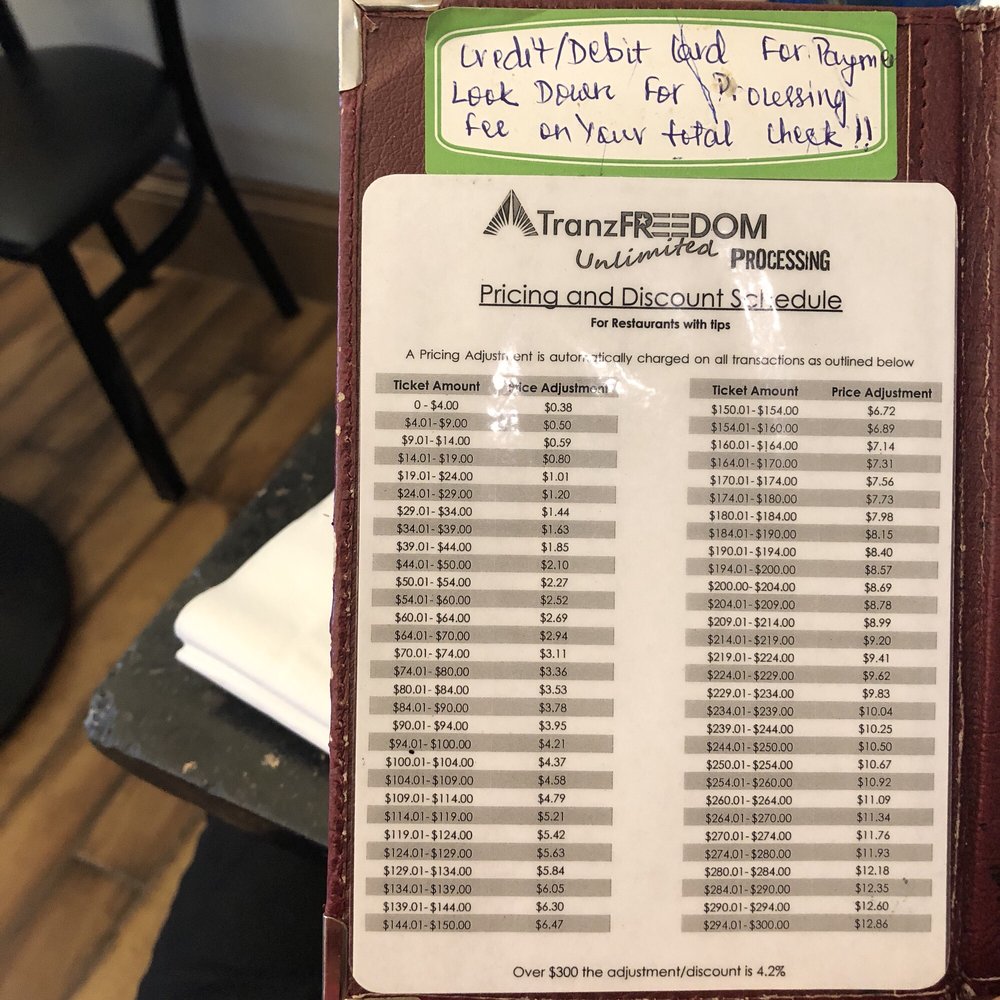 Credit/Debit Card For Payme
Look Down For Processing
Fee on Your total check!!
TranzFREEDOM
Unlimited PROCESSING
Pricing and Discount Schedule
For Restaurants with tips
A Pricing Adjustment is automatically charged on all transactions as outlined below
Ticket Amount Price Adjustment
0 - $4.00 $0.38
$4.01 - $9.00 $0.50
$9.01 - $14.00 $0.59
$14.01 - $19.00 $0.80
$19.01 - $24.00 $1.01
$24.01 - $29.00 $1.20
$29.01 - $34.00 $1.44
$34.01 - $39.00 $1.63
$39.01 - $44.00 $1.85
$44.01 - $50.00 $2.10
$50.01 - $54.00 $2.27
$54.01 - $60.00 $2.52
$60.01 - $64.00 $2.69
$64.01 - $70.00 $2.94
$70.01 - $74.00 $3.11
$74.01 - $80.00 $3.36
$80.01 - $84.00 $3.53
$84.01 - $90.00 $3.78
$90.01 - $94.00 $3.95
$94.01 - $100.00 $4.21
$100.01 - $104.00 $4.37
$104.01 - $109.00 $4.58
$109.01 - $114.00 $4.79
$114.01 - $119.00 $5.21
$119.01 - $124.00 $5.42
$124.01 - $129.00 $5.63
$129.01 - $134.00 $5.84
$134.01 - $139.00 $6.05
$139.01 - $144.00 $6.30
$144.01 - $150.00 $6.47
Ticket Amount Price Adjustment
$150.01 - $154.00 $6.72
$154.01 - $160.00 $6.89
$160.01 - $164.00 $7.14
$164.01 - $170.00 $7.31
$170.01 - $174.00 $7.56
$174.01 - $180.00 $7.73
$180.01 - $184.00 $7.98
$184.01 - $190.00 $8.15
$190.01 - $194.00 $8.40
$194.01 - $200.00 $8.57
$200.00 - $204.00 $8.69
$204.01 - $209.00 $8.78
$209.01 - $214.00 $8.99
$214.01 - $219.00 $9.20
$219.01 - $224.00 $9.41
$224.01 - $229.00 $9.62
$229.01 - $234.00 $9.83
$234.01 - $239.00 $10.04
$239.01 - $244.00 $10.25
$244.01 - $250.00 $10.50
$250.01 - $254.00 $10.67
$254.01 - $260.00 $10.92
$260.01 - $264.00 $11.09
$264.01 - $270.00 $11.34
$270.01 - $274.00 $11.76
$274.01 - $280.00 $11.93
$280.01 - $284.00 $12.18
$284.01 - $290.00 $12.35
$290.01 - $294.00 $12.60
$294.01 - $300.00 $12.86
Over $300 the adjustment/discount is 4.2%